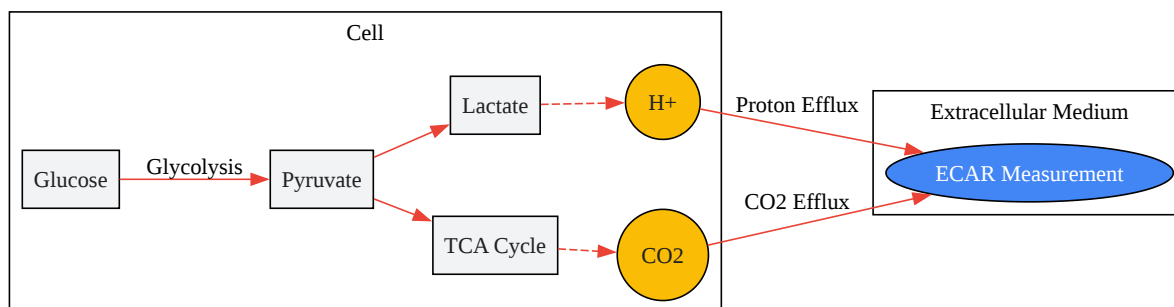 Cell
Glucose
Glycolysis
Pyruvate
Lactate
TCA Cycle
H+
CO2
Proton Efflux
CO2 Efflux
Extracellular Medium
ECAR Measurement